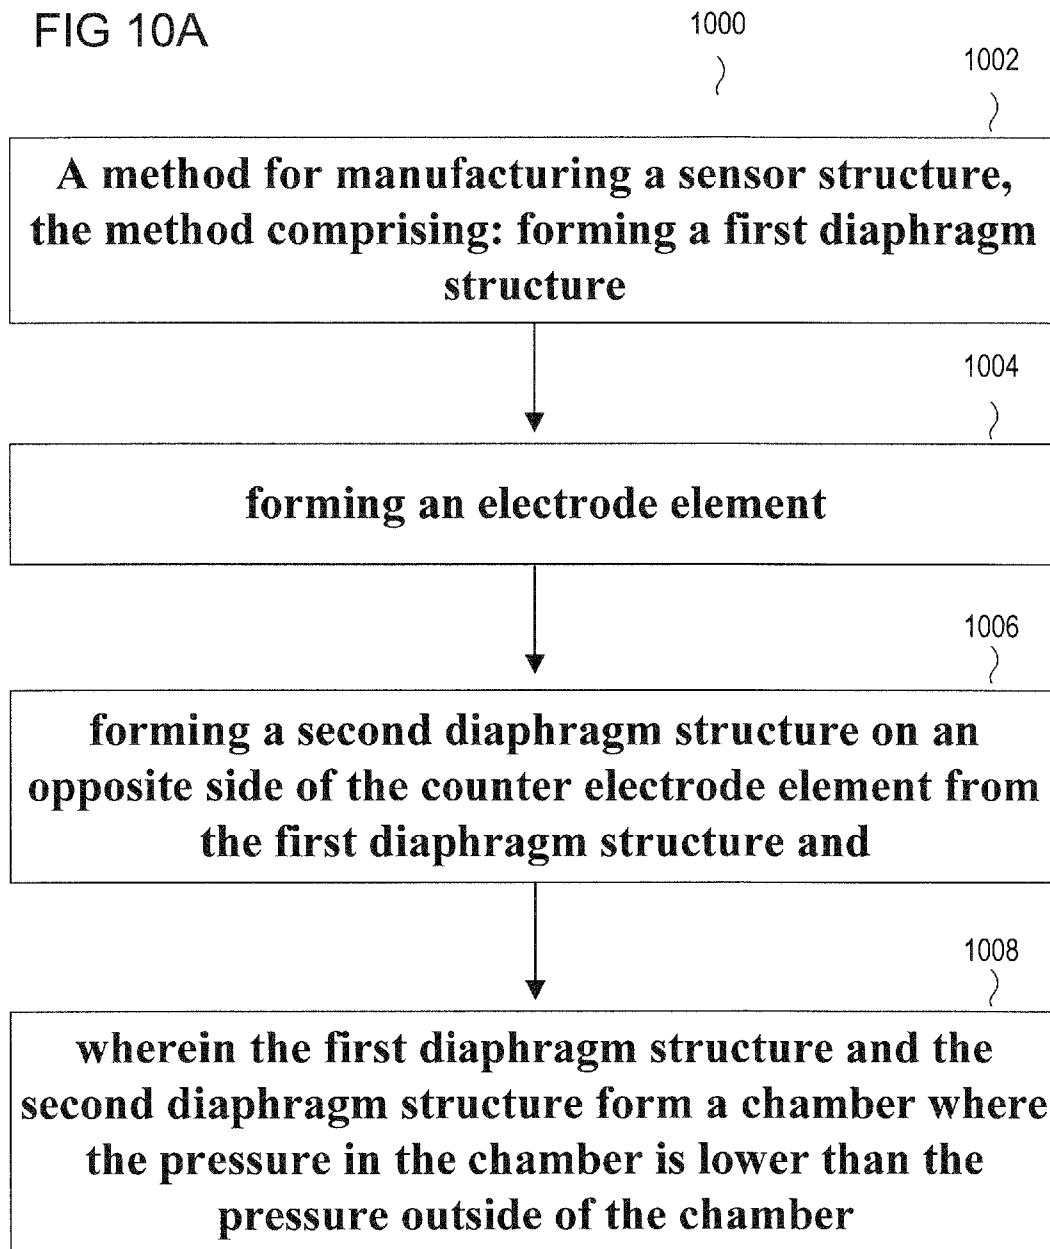 FIG 10A
1000
1002
A method for manufacturing a sensor structure,
the method comprising: forming a first diaphragm
structure
1004
forming an electrode element
1006
forming a second diaphragm structure on an
opposite side of the counter electrode element from
the first diaphragm structure and
1008
wherein the first diaphragm structure and the
second diaphragm structure form a chamber where
the pressure in the chamber is lower than the
pressure outside of the chamber